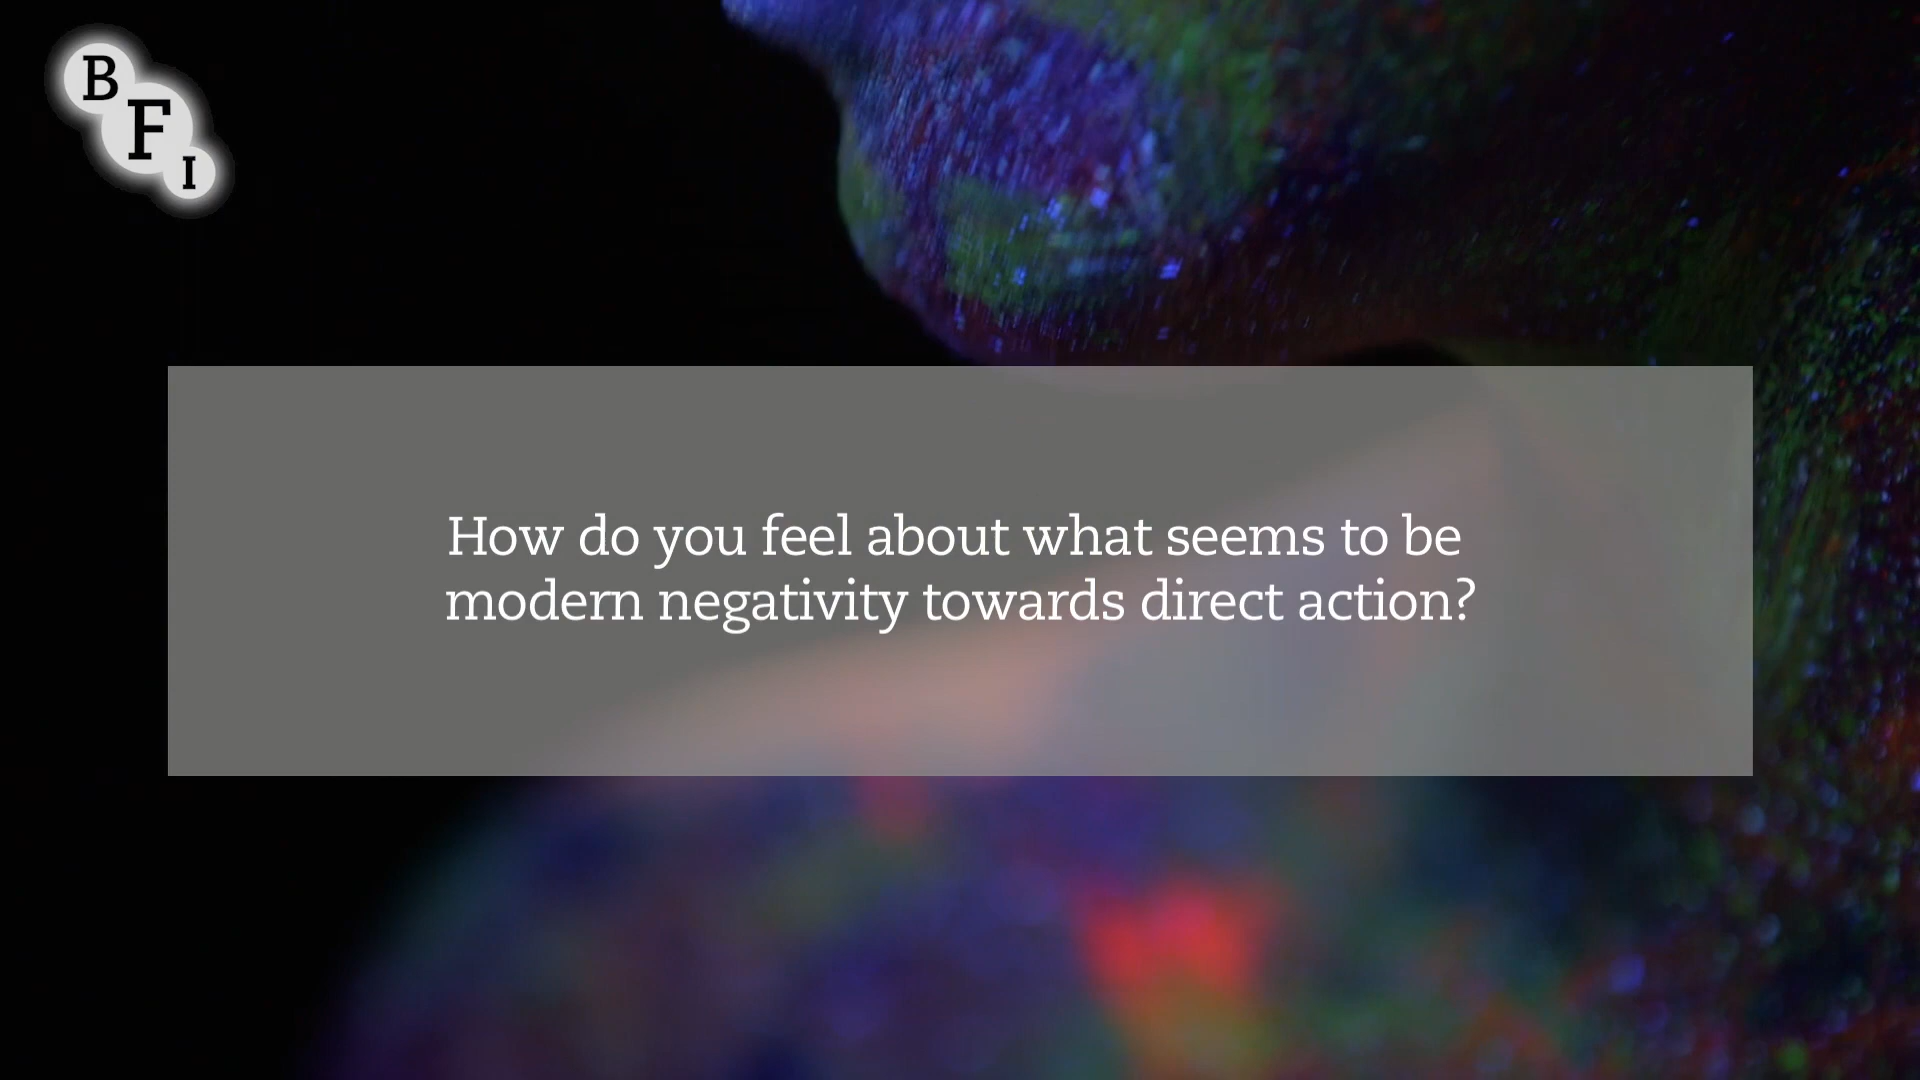 B
F
I
How do you feel about what seems to be
modern negativity towards direct action?